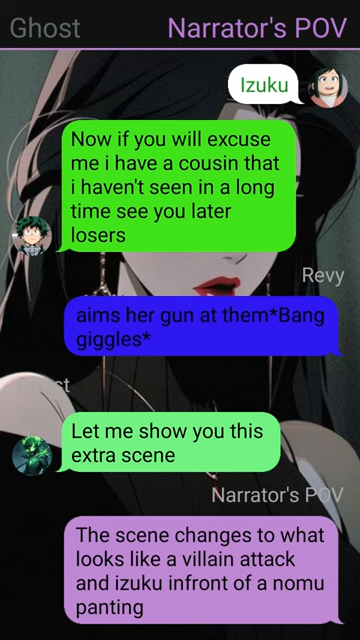 Ghost Narrator's POV
Izuku
Now if you will excuse
me i have a cousin that
i haven't seen in a long
time see you later
losers
Revy
aims her gun at them*Bang
giggles*
Ghost
Let me show you this
extra scene
Narrator's POV
The scene changes to what
looks like a villain attack
and izuku infront of a nomu
panting